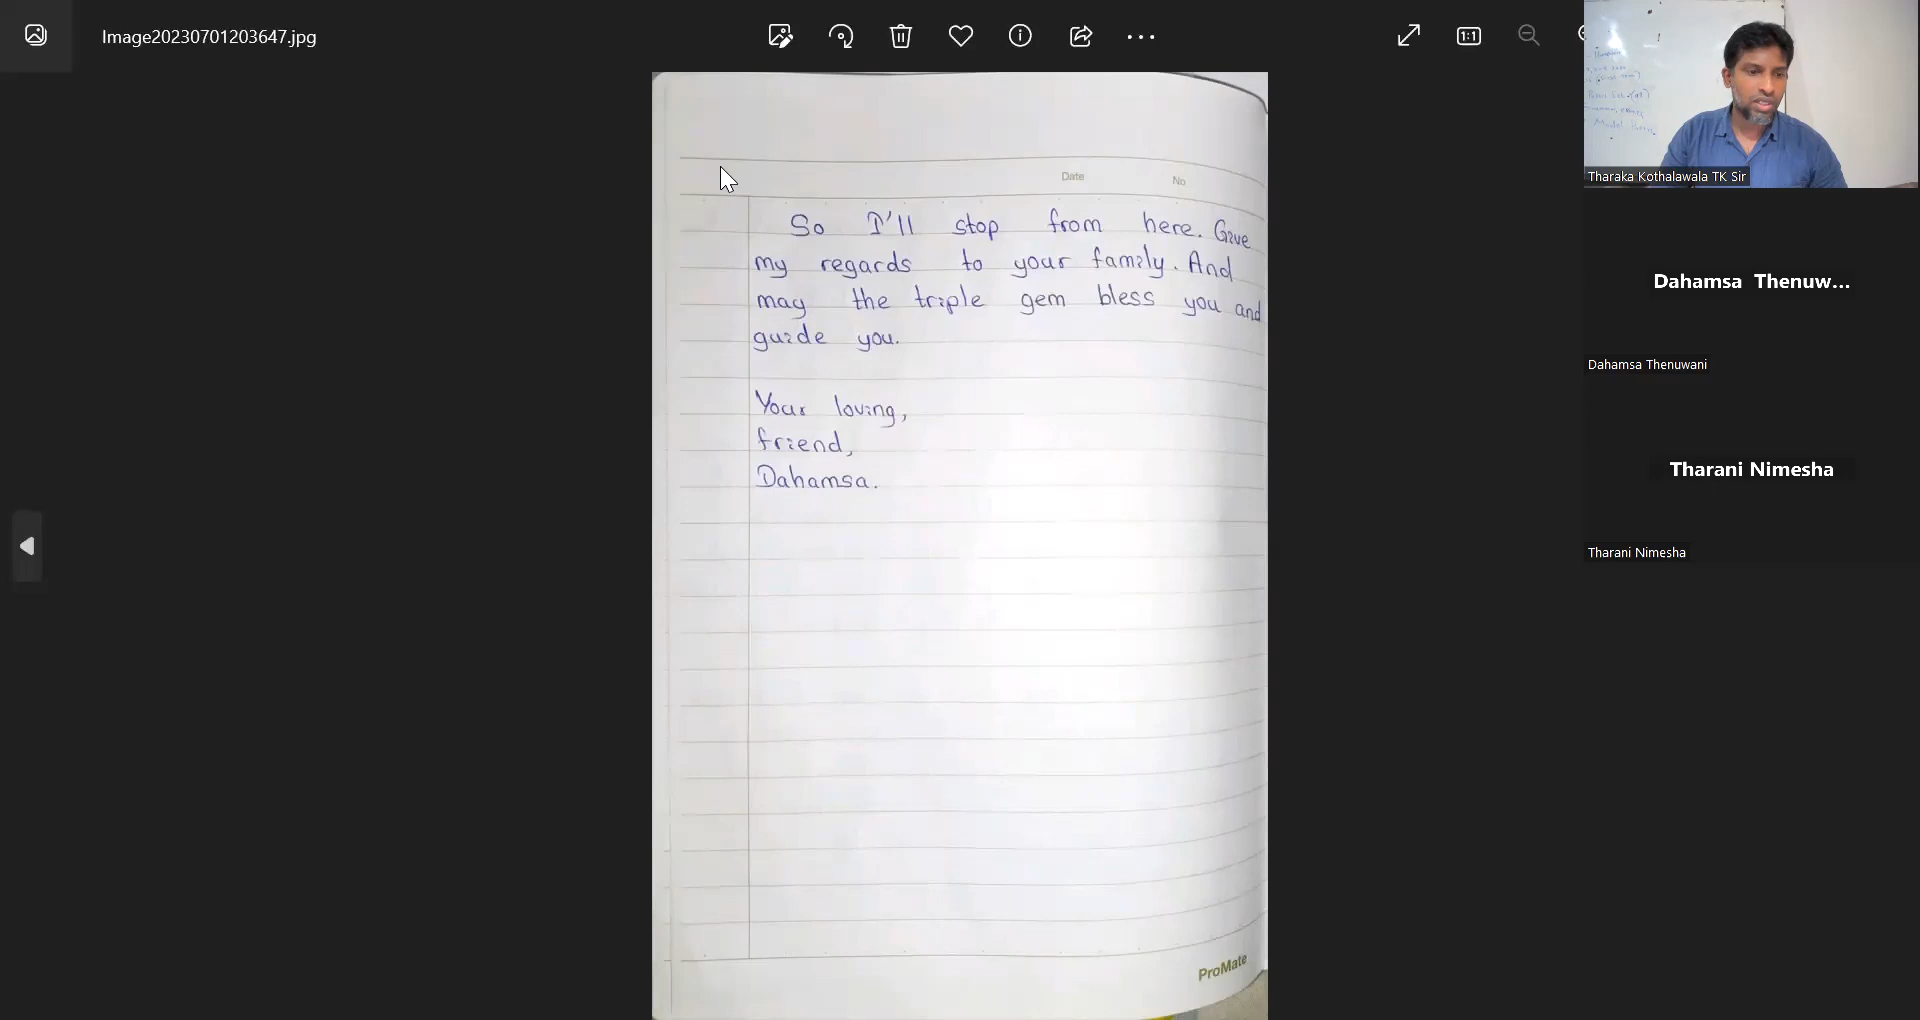 Image20230701203647.jpg
1:1
Date No
So I'll stop from here. Give
my regards to your family. And
may the triple gem bless you and
guide you.
Your loving,
friend,
Dahamsa.
ProMate
Tharaka Kothalawala TK Sir
Dahamsa Thenuw...
Dahamsa Thenuwani
Tharani Nimesha
Tharani Nimesha